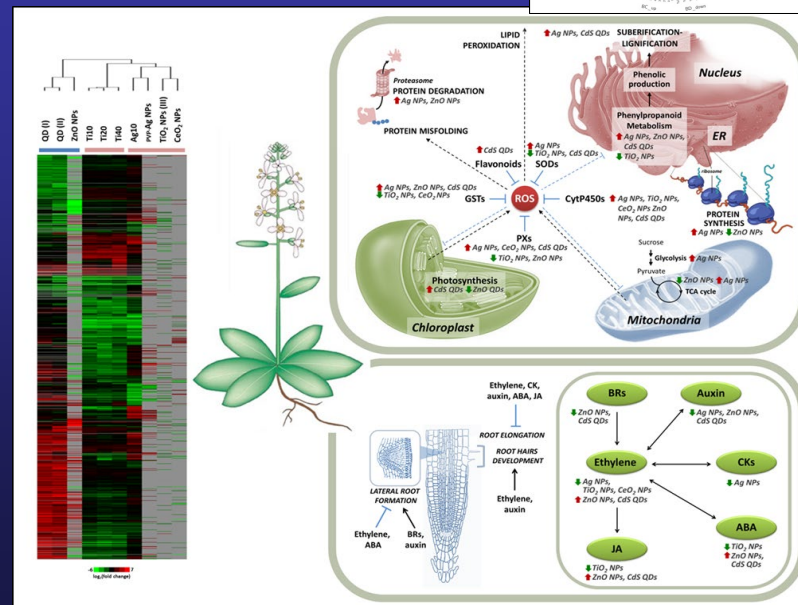 QD (I)
QD (II)
ZnO NPs
Ti10
Ti20
Ti40
Ag10
PVP-Ag NPs
TiO2 NPs (III)
CeO2 NPs
-6
7
log2(fold change)
LIPID
PEROXIDATION
Ag NPs, CdS QDs
SUBERIFICATION-
LIGNIFICATION
Phenolic
production
Nucleus
Phenylpropanoid
Metabolism
Ag NPs, ZnO NPs,
CdS QDs
TiO2 NPs
ER
ribosome
Proteasome
PROTEIN DEGRADATION
Ag NPs, ZnO NPs
PROTEIN MISFOLDING
CdS QDs
Flavonoids
Ag NPs
TiO2 NPs, CdS QDs
SODs
Ag NPs, ZnO NPs, CdS QDs
TiO2 NPs, CeO2 NPs
GSTs
ROS
CytP450s
Ag NPs, TiO2 NPs,
CeO2 NPs ZnO
NPs, CdS QDs
PROTEIN
SYNTHESIS
Ag NPs
ZnO NPs
PXs
Ag NPs, CeO2 NPs, CdS QDs
TiO2 NPs, ZnO NPs
Sucrose
Glycolysis
Ag NPs
Pyruvate
ZnO NPs
Ag NPs
TCA cycle
Photosynthesis
CdS QDs
ZnO QDs
Chloroplast
Mitochondria
Ethylene, CK,
auxin, ABA, JA
ROOT ELONGATION
ROOT HAIRS
DEVELOPMENT
Ethylene,
auxin
LATERAL ROOT
FORMATION
Ethylene,
ABA
BRs,
auxin
BRs
ZnO NPs,
CdS QDs
Auxin
Ag NPs, ZnO NPs,
CdS QDs
Ethylene
Ag NPs,
TiO2 NPs, CeO2 NPs
ZnO NPs, CdS QDs
CKs
Ag NPs
ABA
TiO2 NPs
ZnO NPs,
CdS QDs
JA
TiO2 NPs
ZnO NPs, CdS QDs